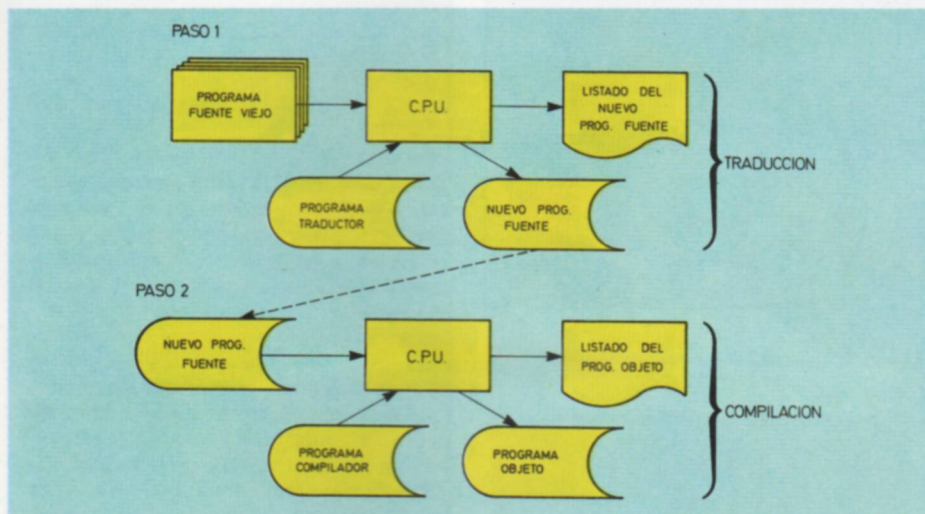 PASO 1
PROGRAMA
FUENTE VIEJO
C.P.U.
LISTADO DEL
NUEVO
PROG. FUENTE
TRADUCCION
PROGRAMA
TRADUCTOR
NUEVO PROG.
FUENTE
PASO 2
NUEVO PROG.
FUENTE
C.P.U.
LISTADO DEL
PROG. OBJETO
COMPILACION
PROGRAMA
COMPILADOR
PROGRAMA
OBJETO